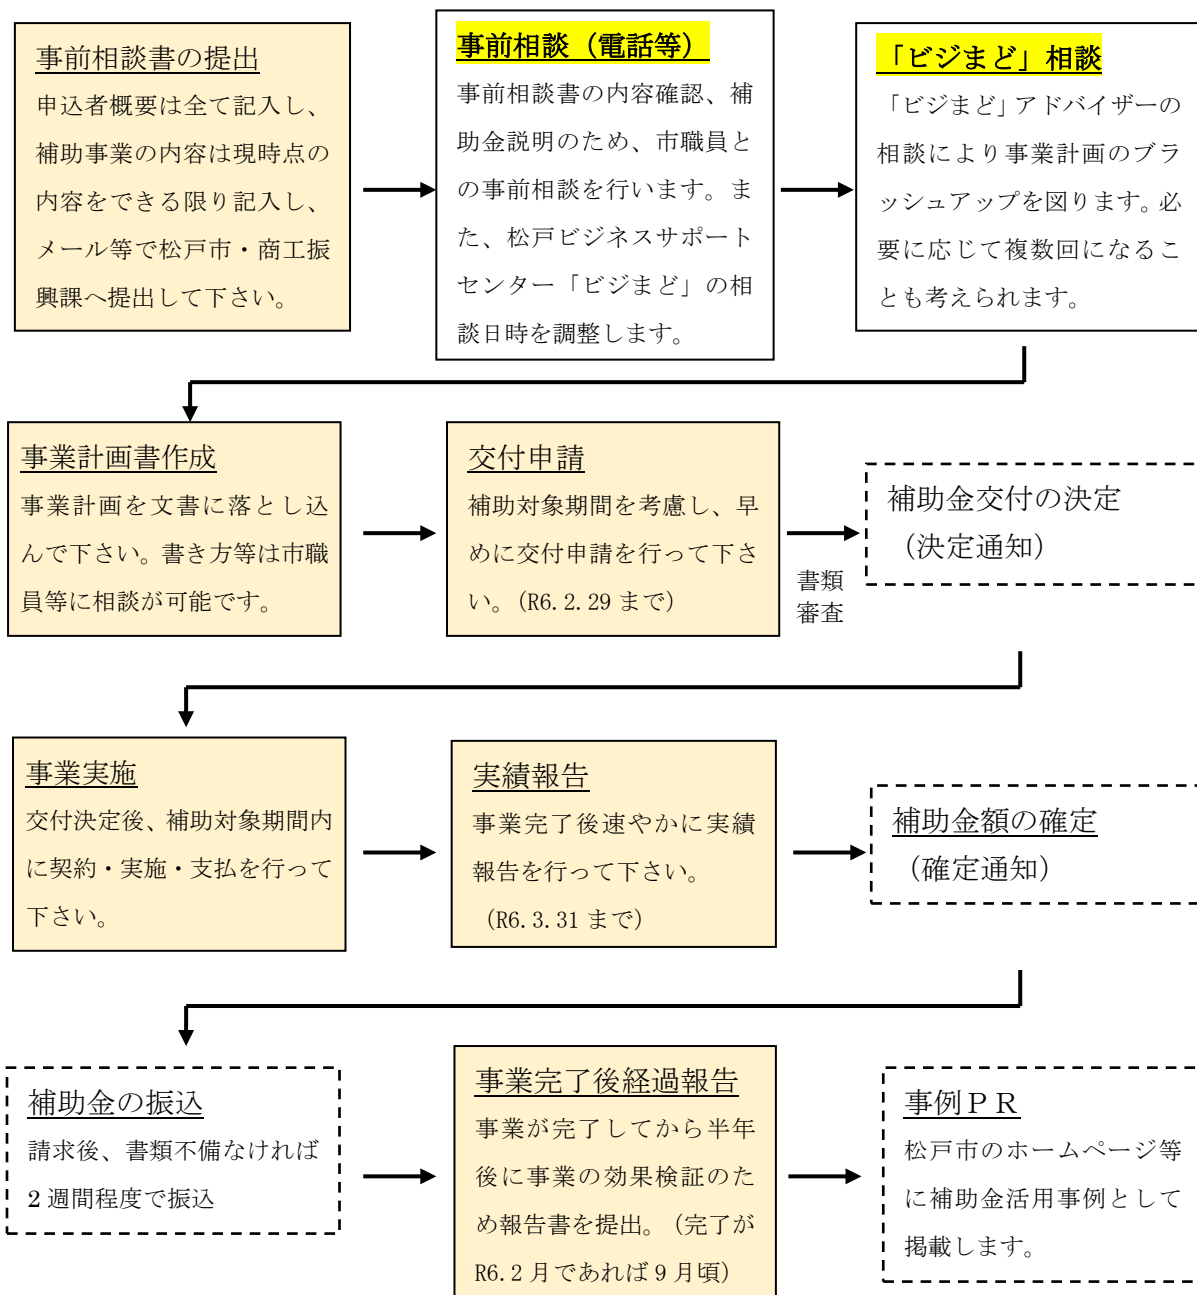 事前相談書の提出
申込者概要は全て記入し、
補助事業の内容は現時点の
内容をできる限り記入し、
メール等で松戸市・商工振
興課へ提出して下さい。
事前相談（電話等）
事前相談書の内容確認、補
助金説明のため、市職員と
の事前相談を行います。ま
た、松戸ビジネスサポート
センター「ビジまど」の相
談日時を調整します。
「ビジまど」相談
「ビジまど」アドバイザーの
相談により事業計画のブラ
ッシュアップを図ります。必
要に応じて複数回になるこ
とも考えられます。
事業計画書作成
事業計画を文書に落とし込
んで下さい。書き方等は市職
員等に相談が可能です。
交付申請
補助対象期間を考慮し、早
めに交付申請を行って下さ
い。（R6.2.29 まで）
書類
審査
補助金交付の決定
（決定通知）
事業実施
交付決定後、補助対象期間内
に契約・実施・支払を行って
下さい。
実績報告
事業完了後速やかに実績
報告を行って下さい。
（R6.3.31 まで）
補助金額の確定
（確定通知）
補助金の振込
請求後、書類不備なければ
2 週間程度で振込
事業完了後経過報告
事業が完了してから半年
後に事業の効果検証のた
め報告書を提出。（完了が
R6.2 月であれば 9 月頃）
事例ＰＲ
松戸市のホームページ等
に補助金活用事例として
掲載します。